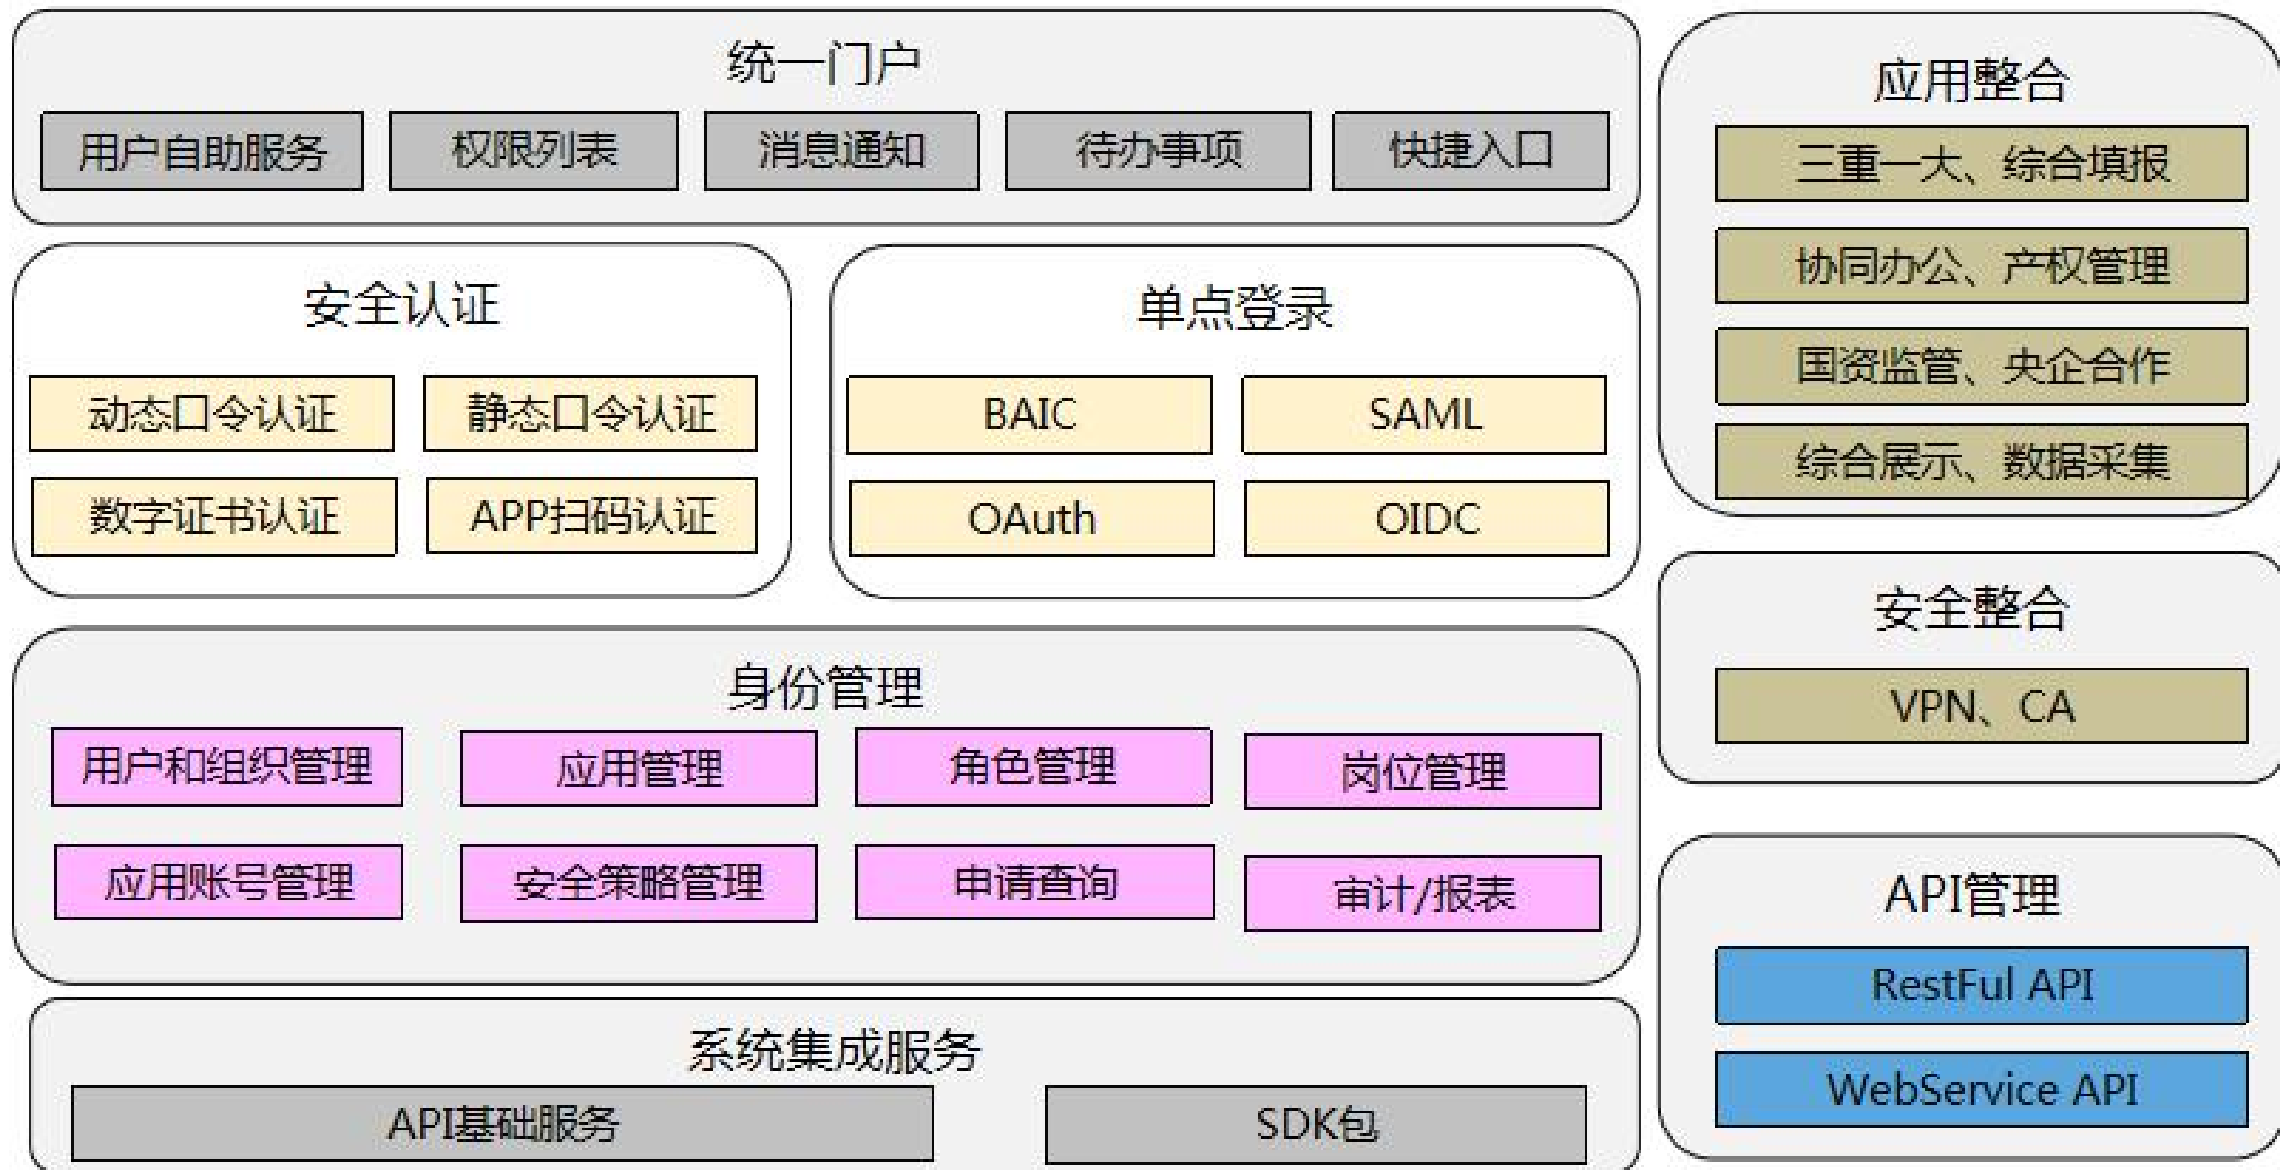 统一门户
用户自助服务
权限列表
消息通知
待办事项
快捷入口
安全认证
动态口令认证
静态口令认证
数字证书认证
APP扫码认证
单点登录
BAIC
SAML
OAuth
OIDC
身份管理
用户和组织管理
应用管理
角色管理
岗位管理
应用账号管理
安全策略管理
申请查询
审计/报表
系统集成服务
API基础服务
SDK包
应用整合
三重一大、综合填报
协同办公、产权管理
国资监管、央企合作
综合展示、数据采集
安全整合
VPN、CA
API管理
RestFul API
WebService API